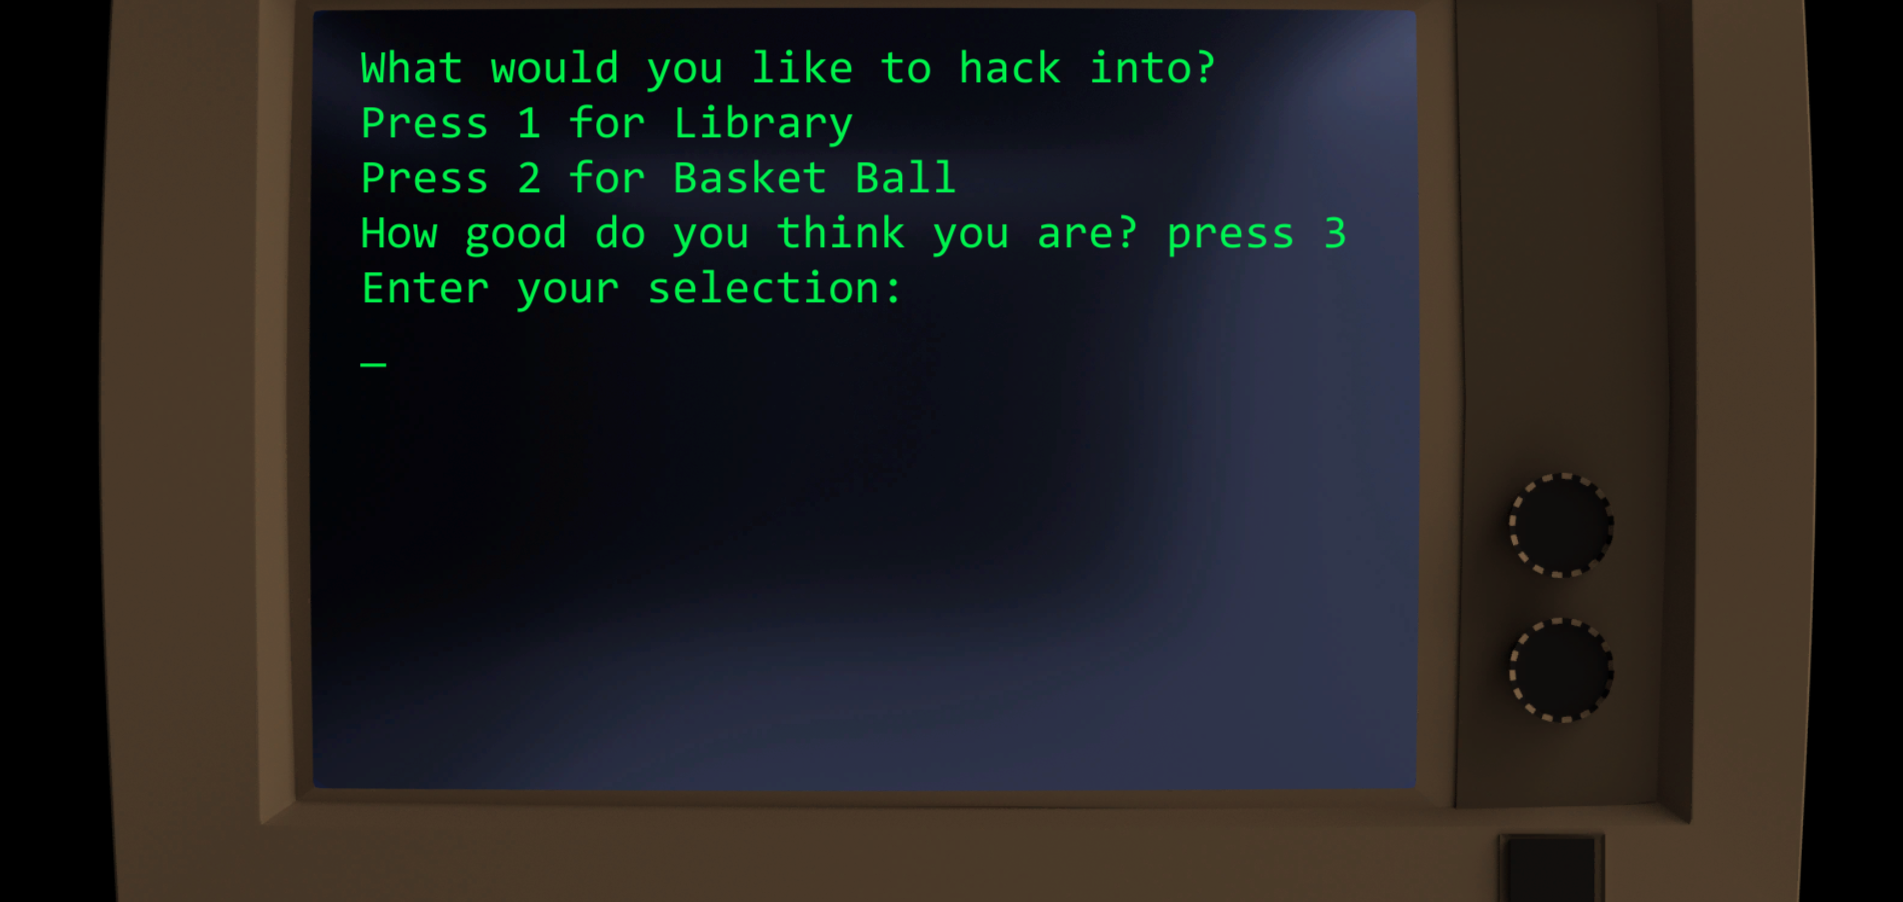 What would you like to hack into?
Press 1 for Library
Press 2 for Basket Ball
How good do you think you are? press 3
Enter your selection:
_